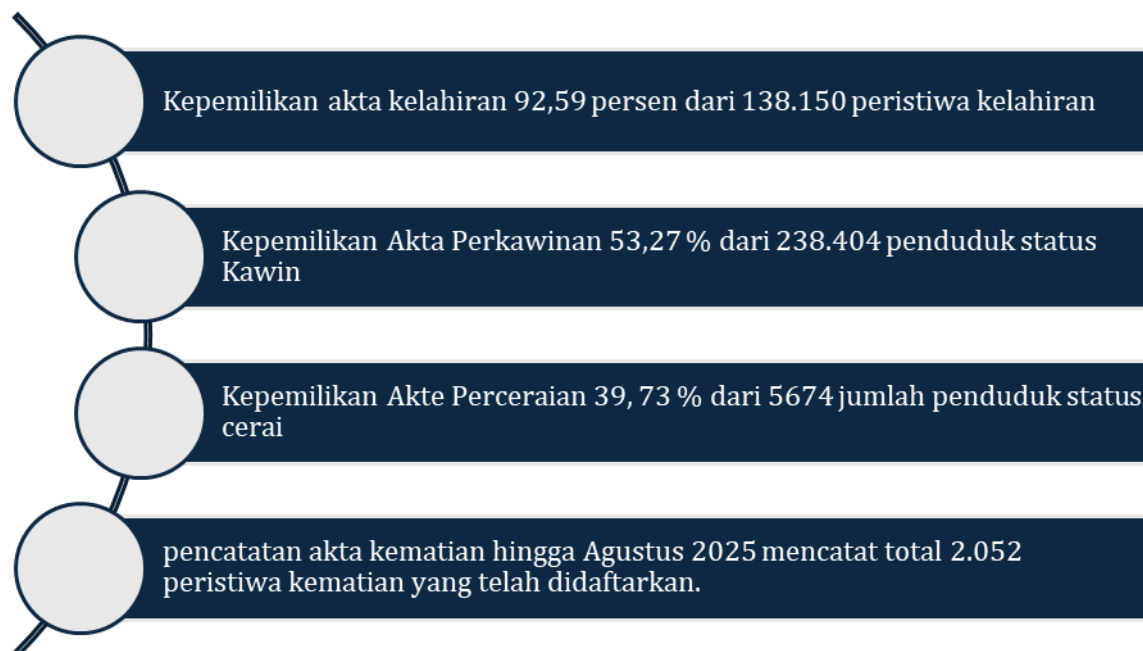 Kepemilikan akta kelahiran 92,59 persen dari 138.150 peristiwa kelahiran
Kepemilikan Akta Perkawinan 53,27 % dari 238.404 penduduk status
Kawin
Kepemilikan Akte Perceraian 39, 73 % dari 5674 jumlah penduduk status
cerai
pencatatan akta kematian hingga Agustus 2025 mencatat total 2.052
peristiwa kematian yang telah didaftarkan.